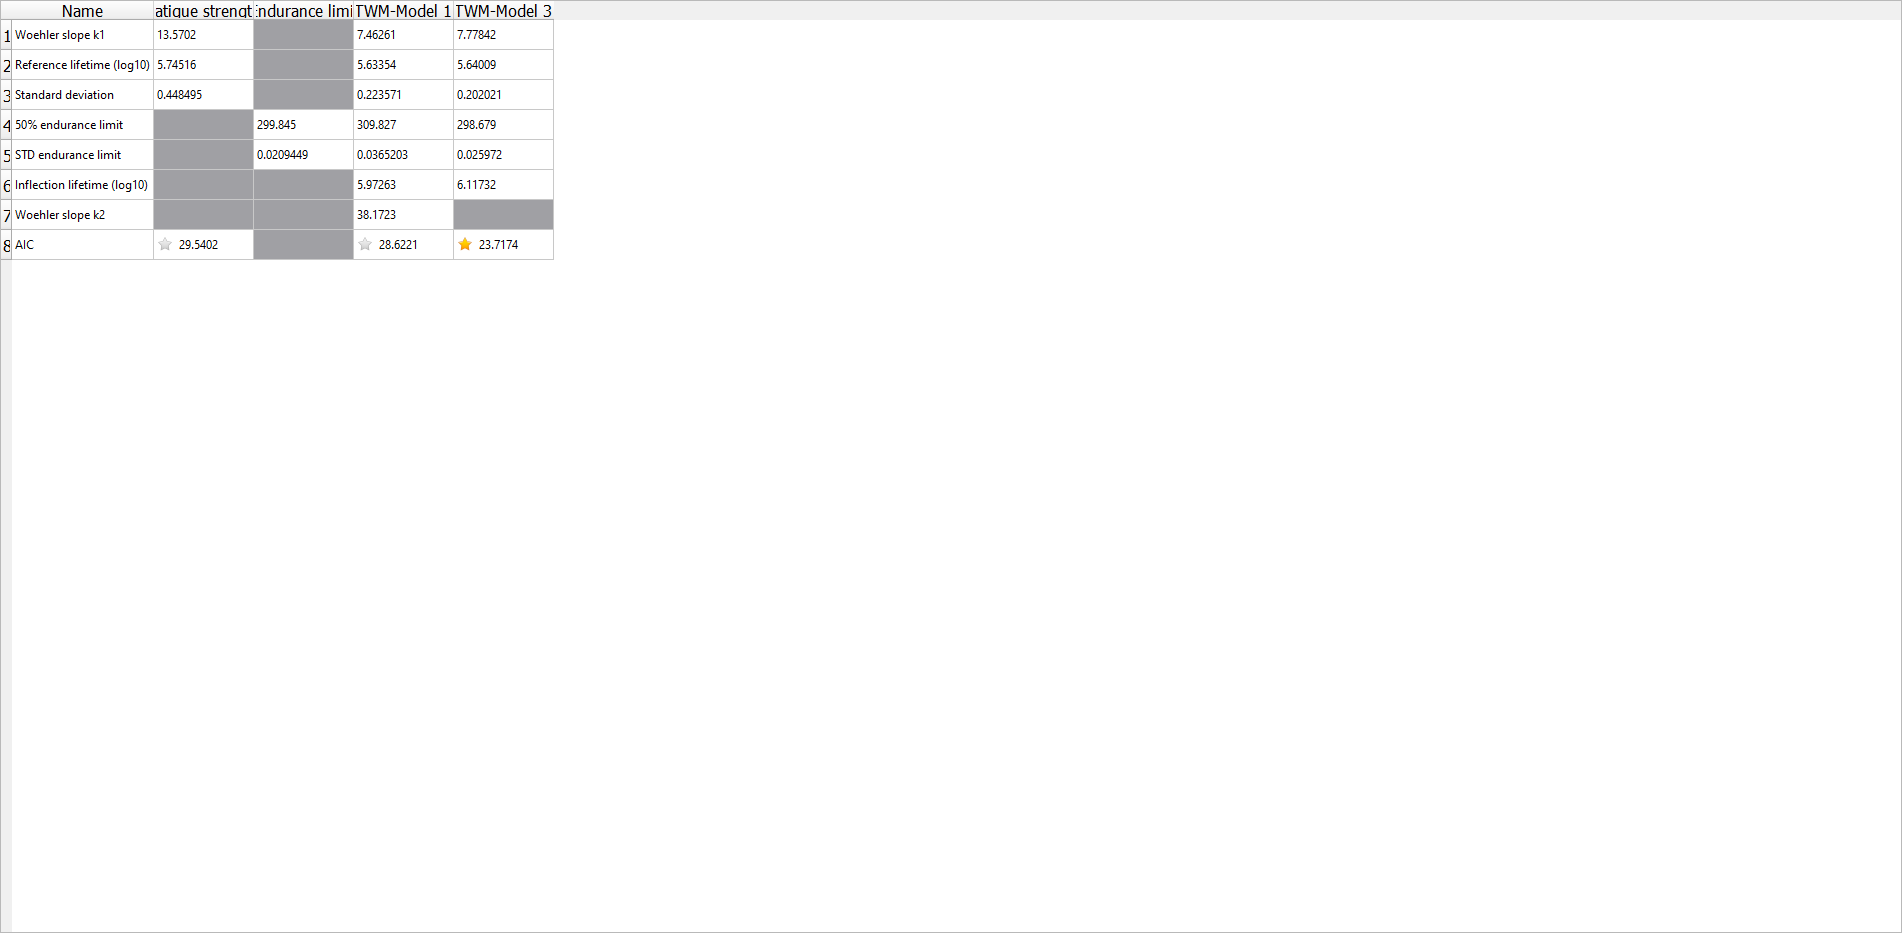 Name atigue strengt Endurance limi TWM-Model 1 TWM-Model 3
1 Woehler slope k1 13.5702 7.46261 7.77842
2 Reference lifetime (log10) 5.74516 5.63354 5.64009
3 Standard deviation 0.448495 0.223571 0.202021
4 50% endurance limit 299.845 309.827 298.679
5 STD endurance limit 0.0209449 0.0365203 0.025972
6 Inflection lifetime (log10) 5.97263 6.11732
7 Woehler slope k2 38.1723
8 AIC 29.5402 28.6221 23.7174